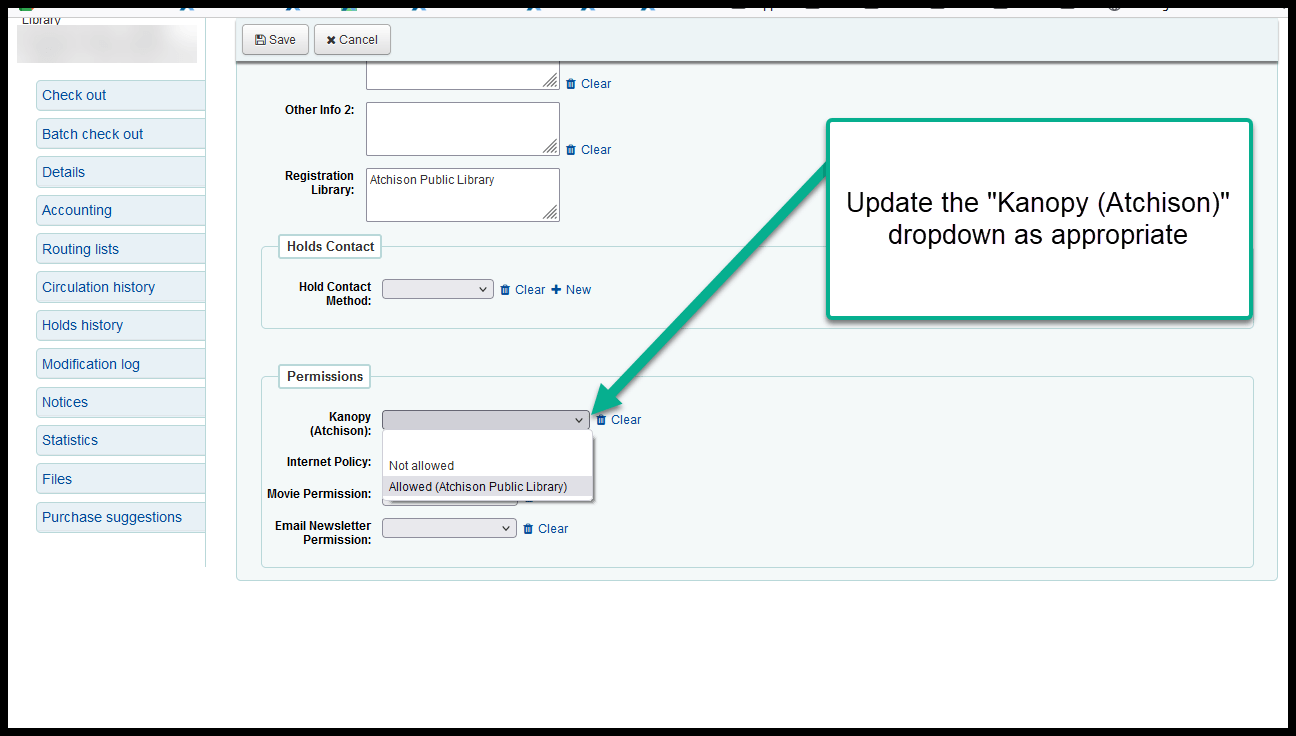 Library
Save
Cancel
Check out
Batch check out
Details
Accounting
Routing lists
Circulation history
Holds history
Modification log
Notices
Statistics
Files
Purchase suggestions
Clear
Other Info 2:
Clear
Registration
Library:
Atchison Public Library
Holds Contact
Hold Contact
Method:
Clear
New
Permissions
Kanopy
(Atchison):
Clear
Not allowed
Allowed (Atchison Public Library)
Internet Policy:
Movie Permission:
Email Newsletter
Permission:
Clear
Update the "Kanopy (Atchison)"
dropdown as appropriate